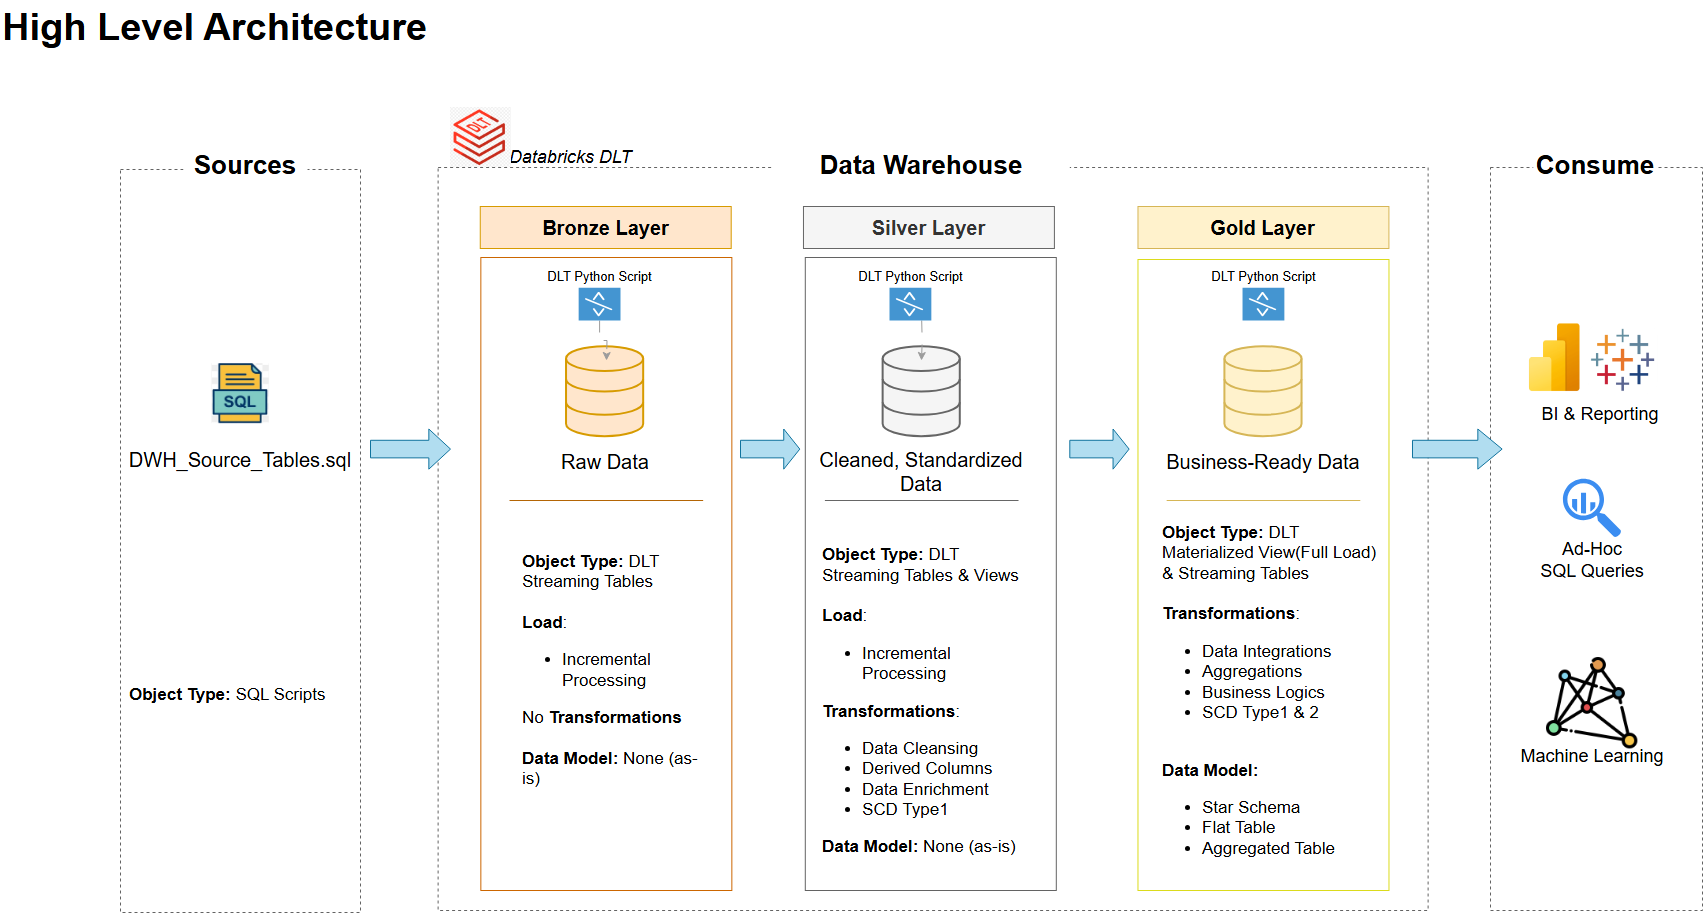 High Level Architecture
DLT
Databricks DLT
Sources
SQL
DWH_Source_Tables.sql
Object Type: SQL Scripts
Data Warehouse
Bronze Layer
DLT Python Script
Raw Data
Object Type: DLT
Streaming Tables
Load:
• Incremental
Processing
No Transformations
Data Model: None (as-
is)
Silver Layer
DLT Python Script
Cleaned, Standardized
Data
Object Type: DLT
Streaming Tables & Views
Load:
• Incremental
Processing
Transformations:
• Data Cleansing
• Derived Columns
• Data Enrichment
• SCD Type1
Data Model: None (as-is)
Gold Layer
DLT Python Script
Business-Ready Data
Object Type: DLT
Materialized View(Full Load)
& Streaming Tables
Transformations:
• Data Integrations
• Aggregations
• Business Logics
• SCD Type1 & 2
Data Model:
• Star Schema
• Flat Table
• Aggregated Table
Consume
BI & Reporting
Ad-Hoc
SQL Queries
Machine Learning